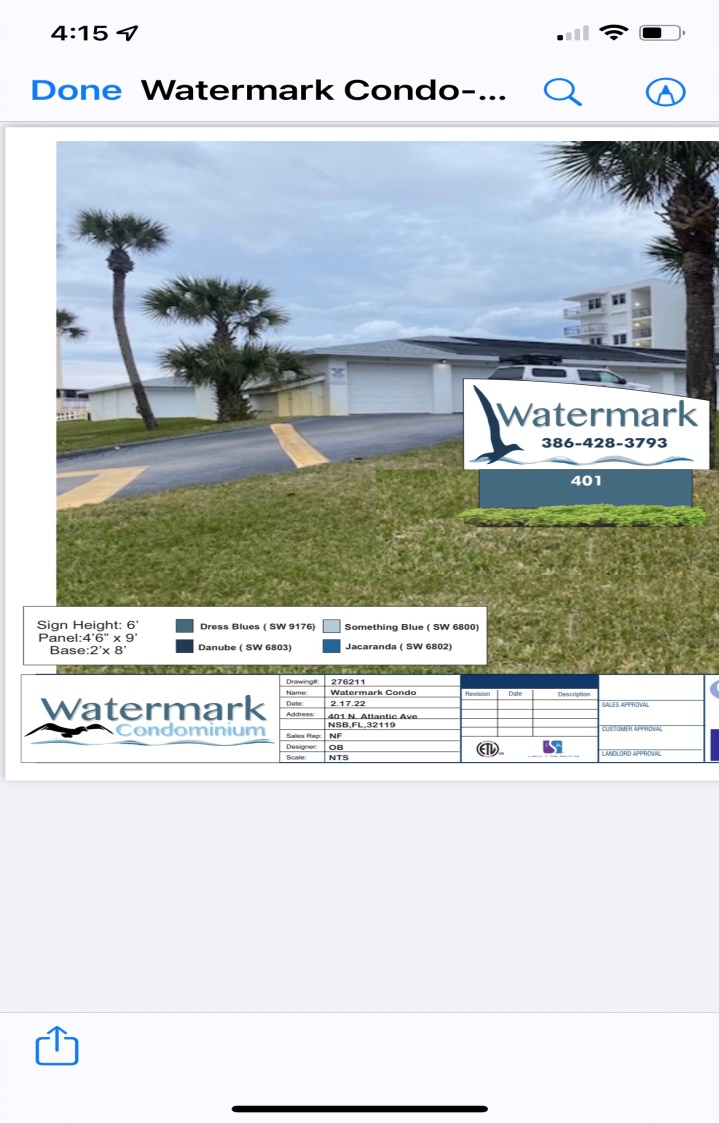 4:15
Done Watermark Condo-...
Watermark
386-428-3793
401
Sign Height: 6'
Panel:4'6" x 9'
Base:2'x 8'
Dress Blues ( SW 9176)
Something Blue ( SW 6800)
Danube ( SW 6803)
Jacaranda ( SW 6802)
Watermark
Condominium
Drawing#: 276211
Name: Watermark Condo
Date: 2.17.22
Address: 401 N. Atlantic Ave
NSB,FL,32119
Sales Rep: NF
Designer: OB
Scale: NTS
Revision Date Description
ETL
SALES APPROVAL
CUSTOMER APPROVAL
LANDLORD APPROVAL